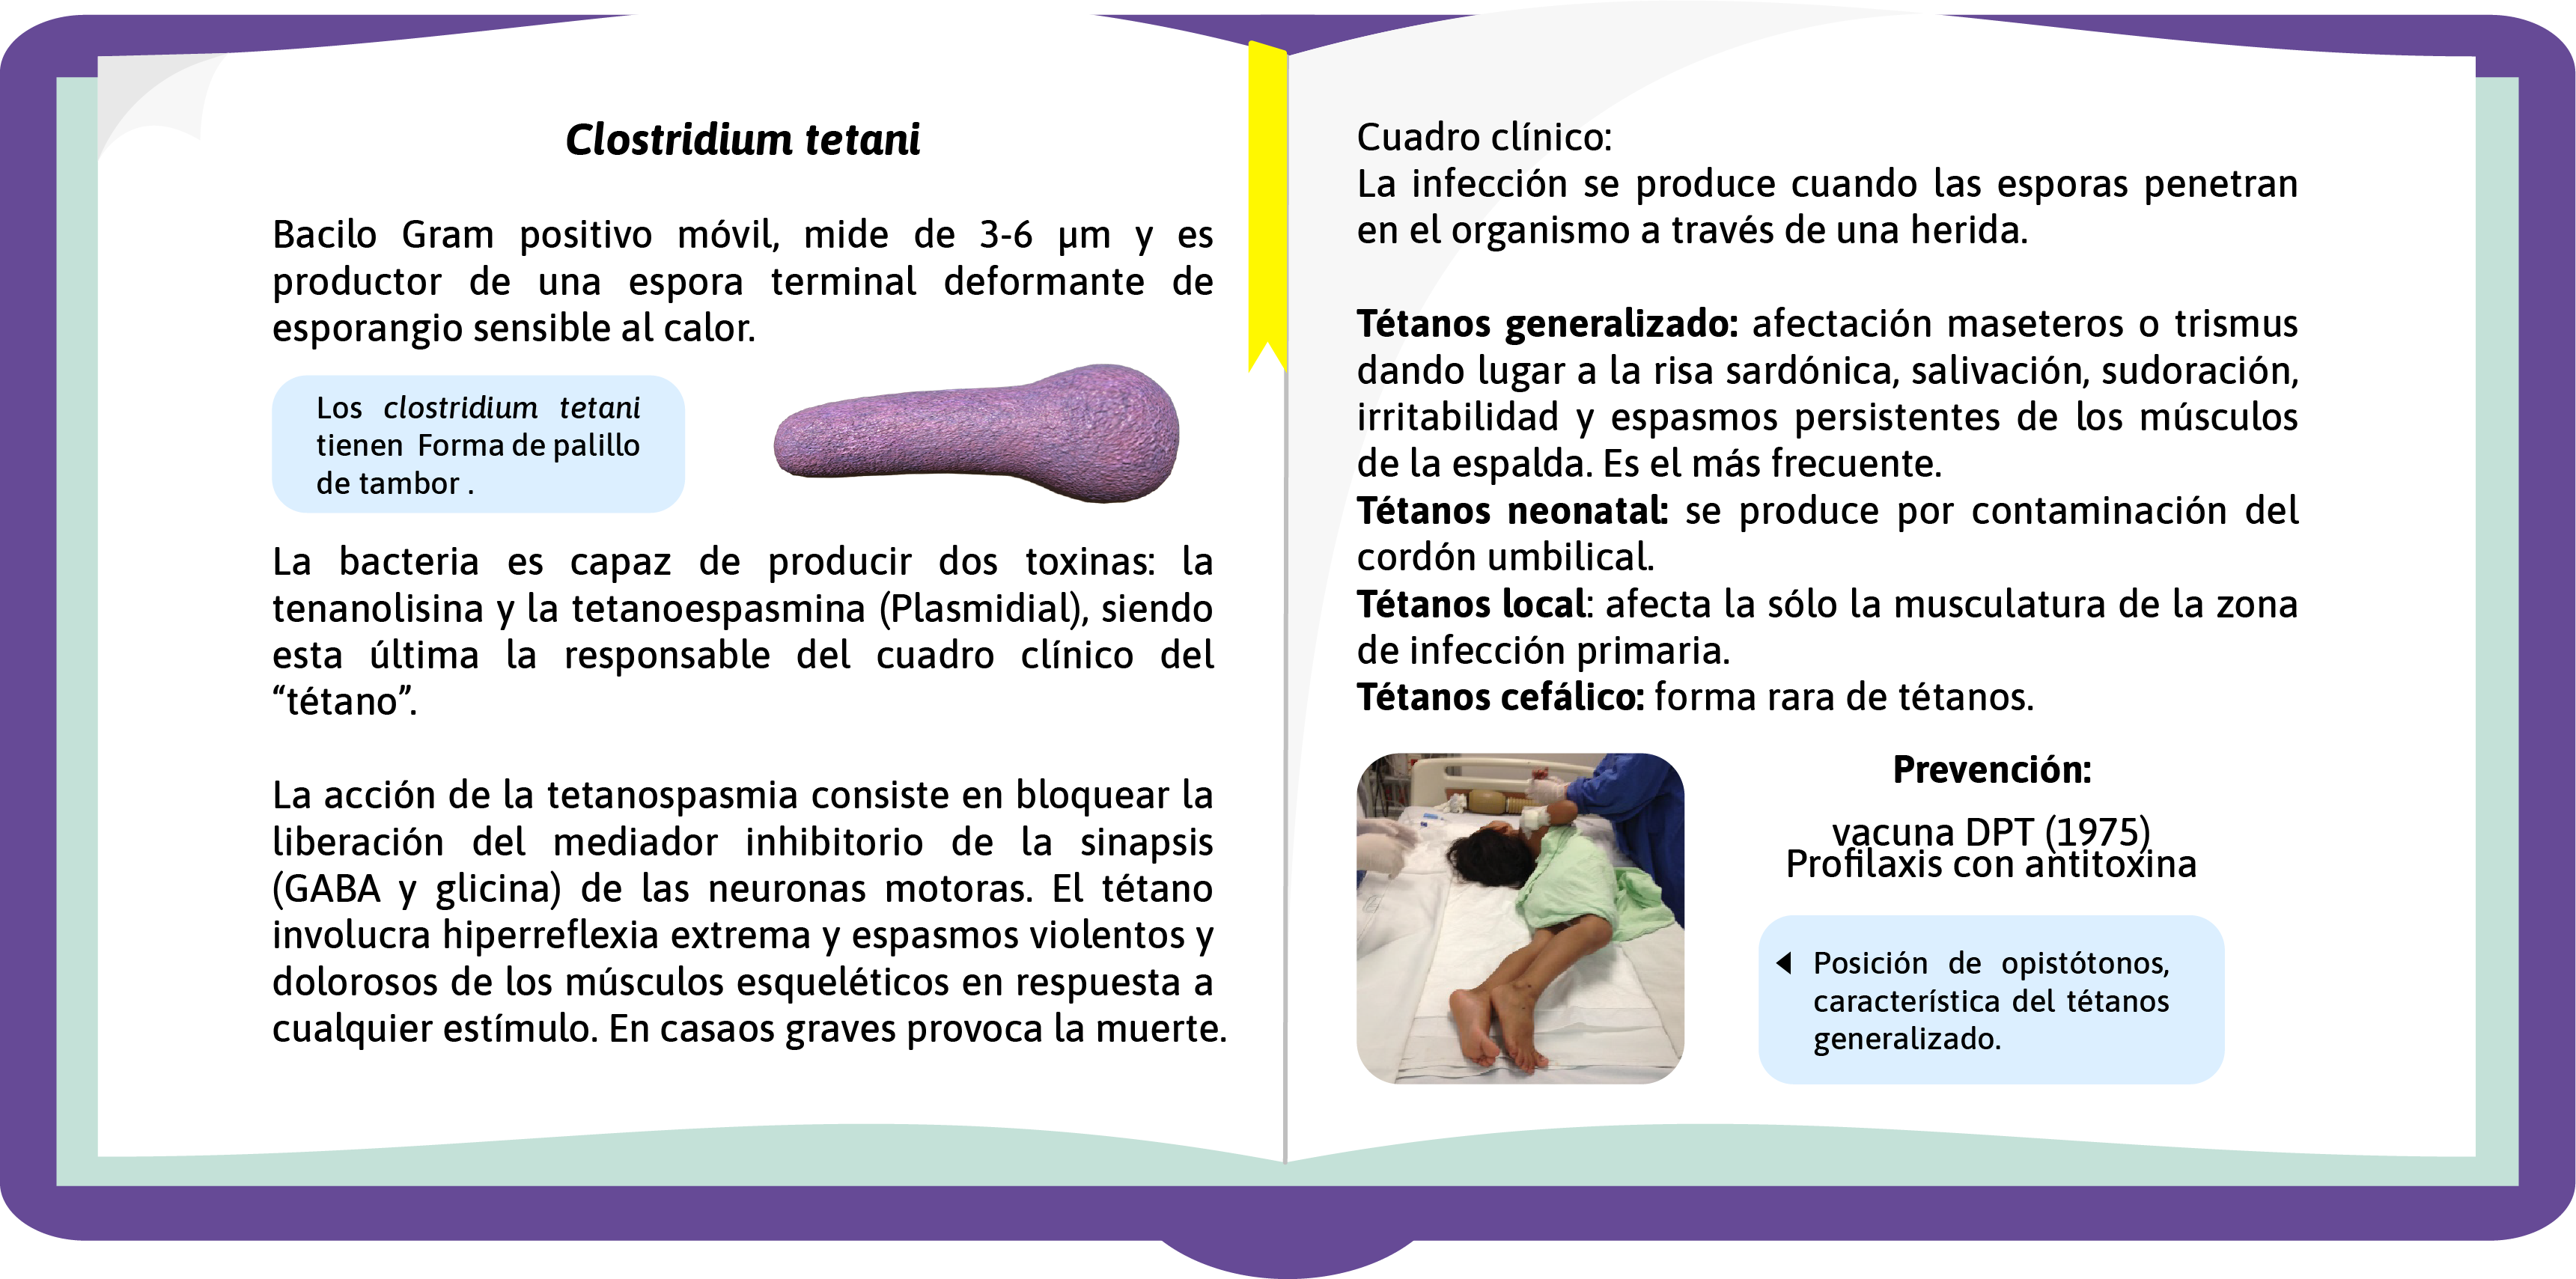 Clostridium tetani
Bacilo Gram positivo móvil, mide de 3-6 µm y es
productor de una espora terminal deformante de
esporangio sensible al calor.
Los clostridium tetani
tienen Forma de palillo
de tambor .
La bacteria es capaz de producir dos toxinas: la
tenanolisina y la tetanoespasmina (Plasmidial), siendo
esta última la responsable del cuadro clínico del
“tétano”.
La acción de la tetanospasmia consiste en bloquear la
liberación del mediador inhibitorio de la sinapsis
(GABA y glicina) de las neuronas motoras. El tétano
involucra hiperreflexia extrema y espasmos violentos y
dolorosos de los músculos esqueléticos en respuesta a
cualquier estímulo. En casaos graves provoca la muerte.
Cuadro clínico:
La infección se produce cuando las esporas penetran
en el organismo a través de una herida.
Tétanos generalizado: afectación maseteros o trismus
dando lugar a la risa sardónica, salivación, sudoración,
irritabilidad y espasmos persistentes de los músculos
de la espalda. Es el más frecuente.
Tétanos neonatal: se produce por contaminación del
cordón umbilical.
Tétanos local: afecta la sólo la musculatura de la zona
de infección primaria.
Tétanos cefálico: forma rara de tétanos.
Prevención:
vacuna DPT (1975)
Profilaxis con antitoxina
Posición de opistótonos,
característica del tétanos
generalizado.